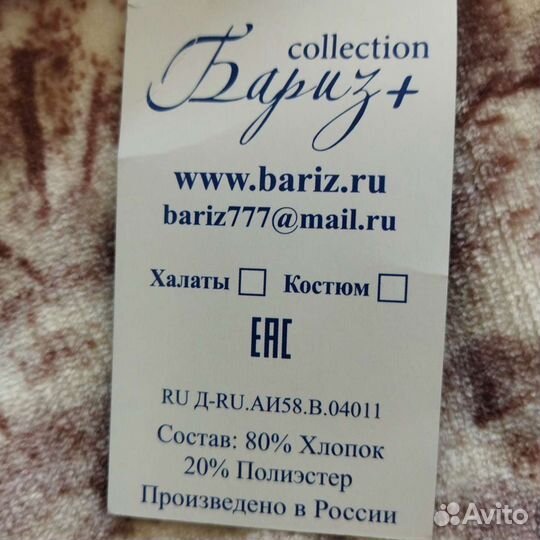 collection
Бариз+
www.bariz.ru
bariz777@mail.ru
Халаты Костюм
EAC
RU Д-RU.АИ58.В.04011
Состав: 80% Хлопок
20% Полиэстер
Произведено в России
Avito